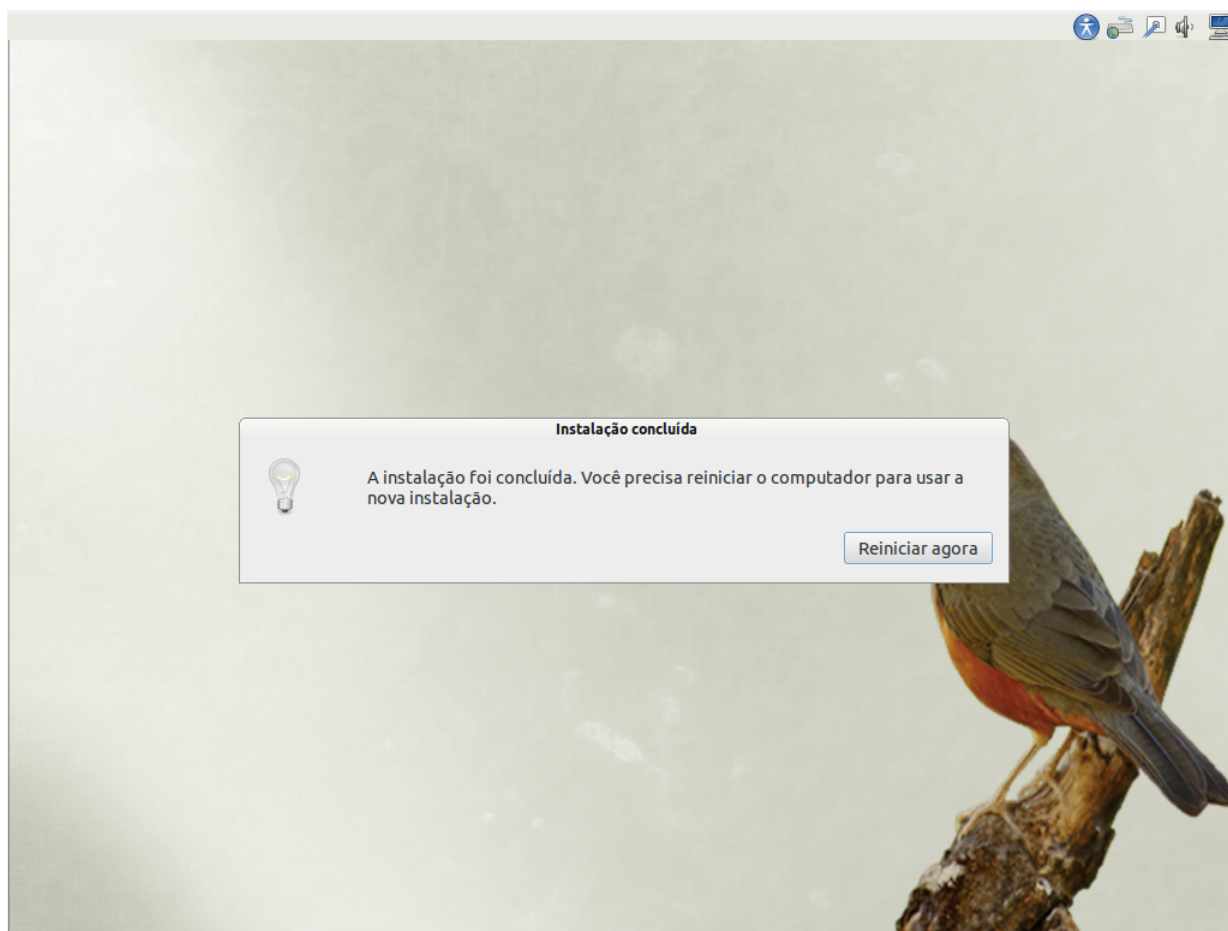 Instalação concluída
A instalação foi concluída. Você precisa reiniciar o computador para usar a
nova instalação.
Reiniciar agora